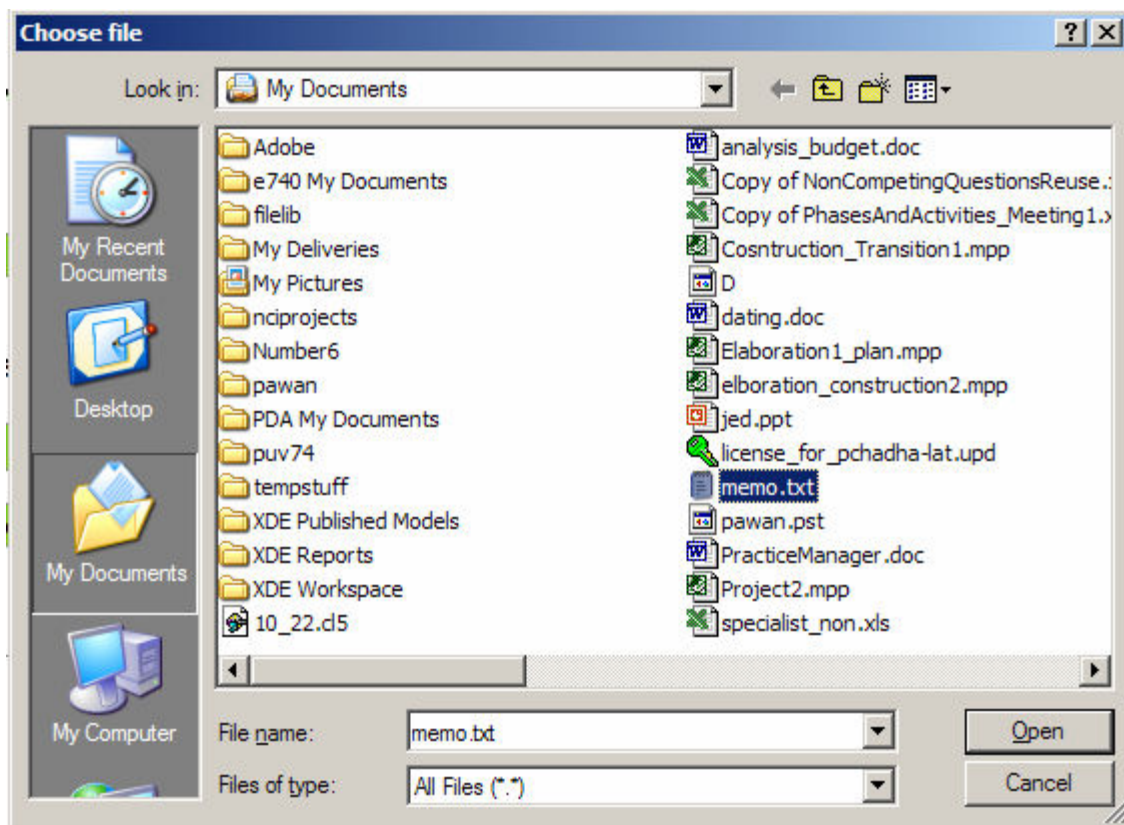 Choose file
Look in:
My Documents
My Recent
Documents
Desktop
My Documents
My Computer
Adobe
e740 My Documents
filelib
My Deliveries
My Pictures
nciprojects
Number6
pawan
PDA My Documents
puv74
tempstuff
XDE Published Models
XDE Reports
XDE Workspace
10_22.cl5
analysis_budget.doc
Copy of NonCompetingQuestionsReuse.
Copy of PhasesAndActivities_Meeting1.x
Cosntruction_Transition1.mpp
D
dating.doc
Elaboration1_plan.mpp
elboration_construction2.mpp
jed.ppt
license_for_pchadha-lat.upd
memo.txt
pawan.pst
PracticeManager.doc
Project2.mpp
specialist_non.xls
File name:
memo.txt
Open
Files of type:
All Files (*.*)
Cancel